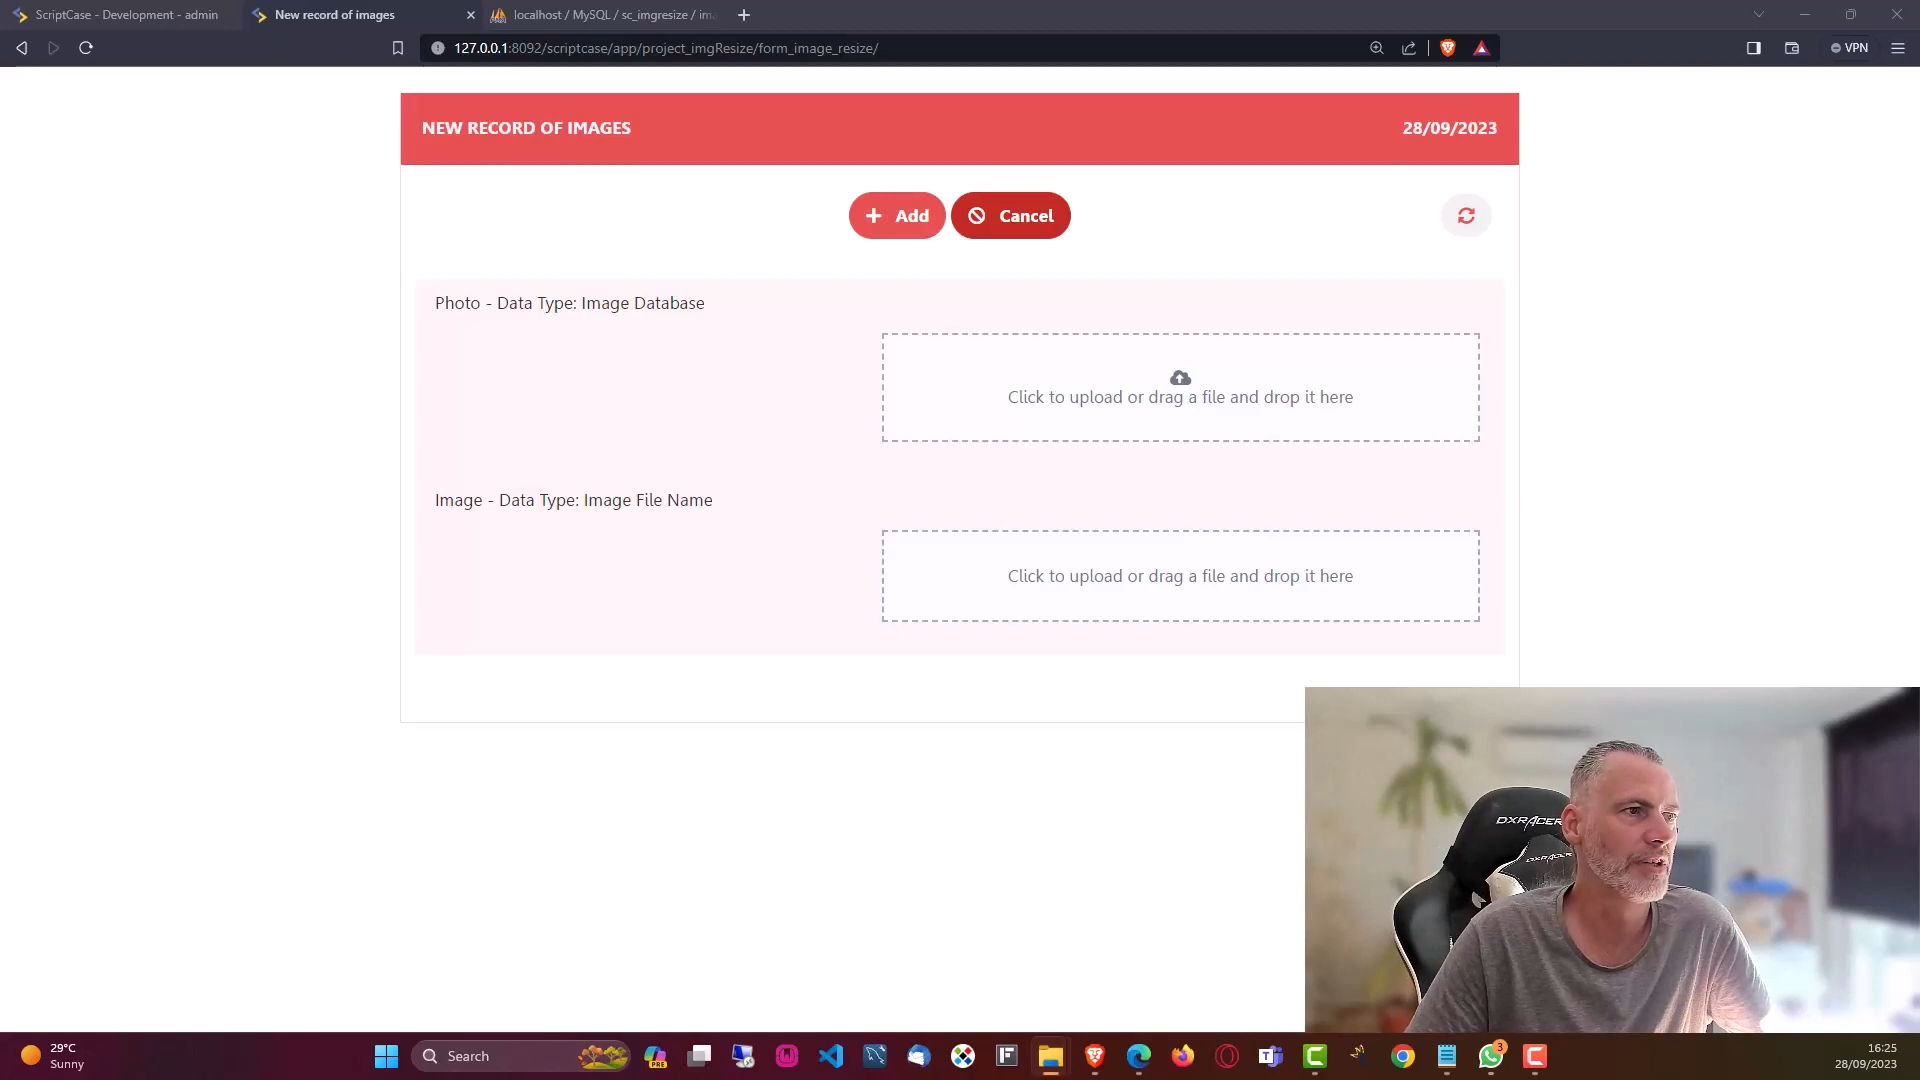 ScriptCase - Development - admin
New record of images
localhost / MySQL / sc_imgresize / im
127.0.0.1:8092/scriptcase/app/project_imgResize/form_image_resize/
VPN
NEW RECORD OF IMAGES
28/09/2023
Add
Cancel
Photo - Data Type: Image Database
Click to upload or drag a file and drop it here
Image - Data Type: Image File Name
Click to upload or drag a file and drop it here
DXRACER
DXRACER
29°C
Sunny
Search
PRE
3
16:25
28/09/2023